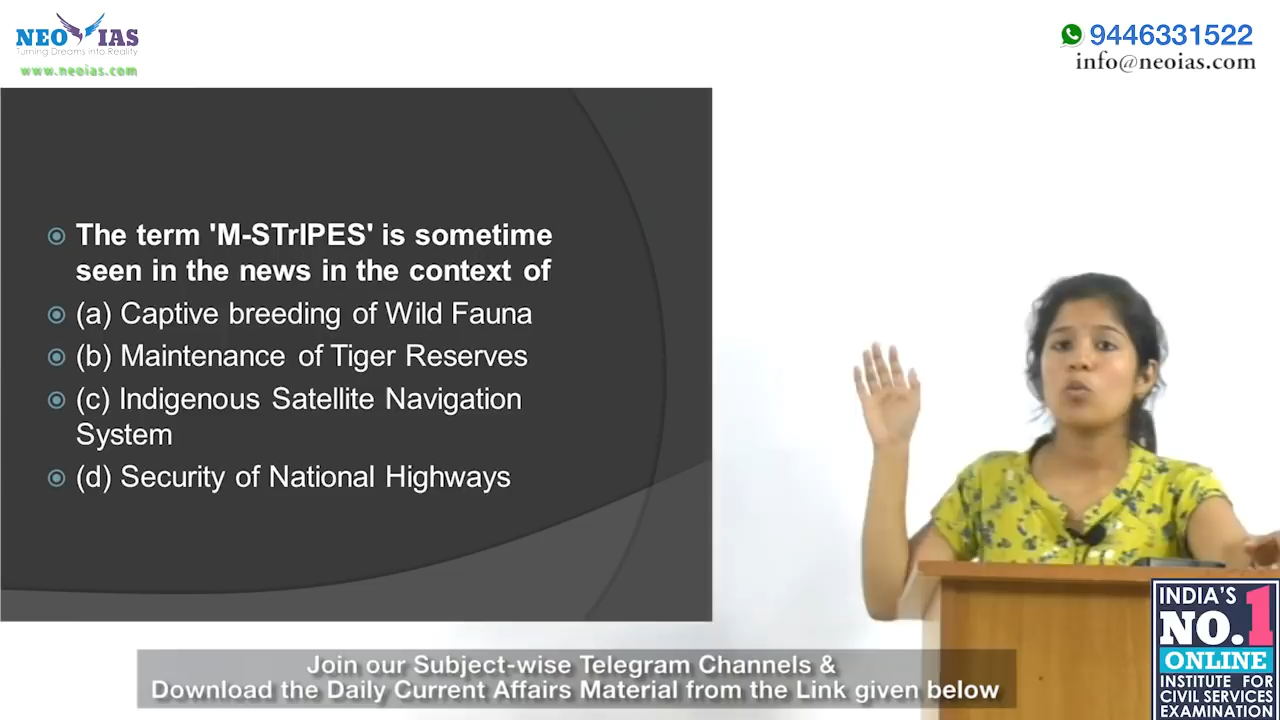 NEO IAS
Turning Dreams into Reality
www.neoias.com
9446331522
info@neoias.com
The term 'M-STrIPES' is sometime
seen in the news in the context of
(a) Captive breeding of Wild Fauna
(b) Maintenance of Tiger Reserves
(c) Indigenous Satellite Navigation
System
(d) Security of National Highways
Join our Subject-wise Telegram Channels &
Download the Daily Current Affairs Material from the Link given below
INDIA'S
NO.1
ONLINE
INSTITUTE FOR
CIVIL SERVICES
EXAMINATION